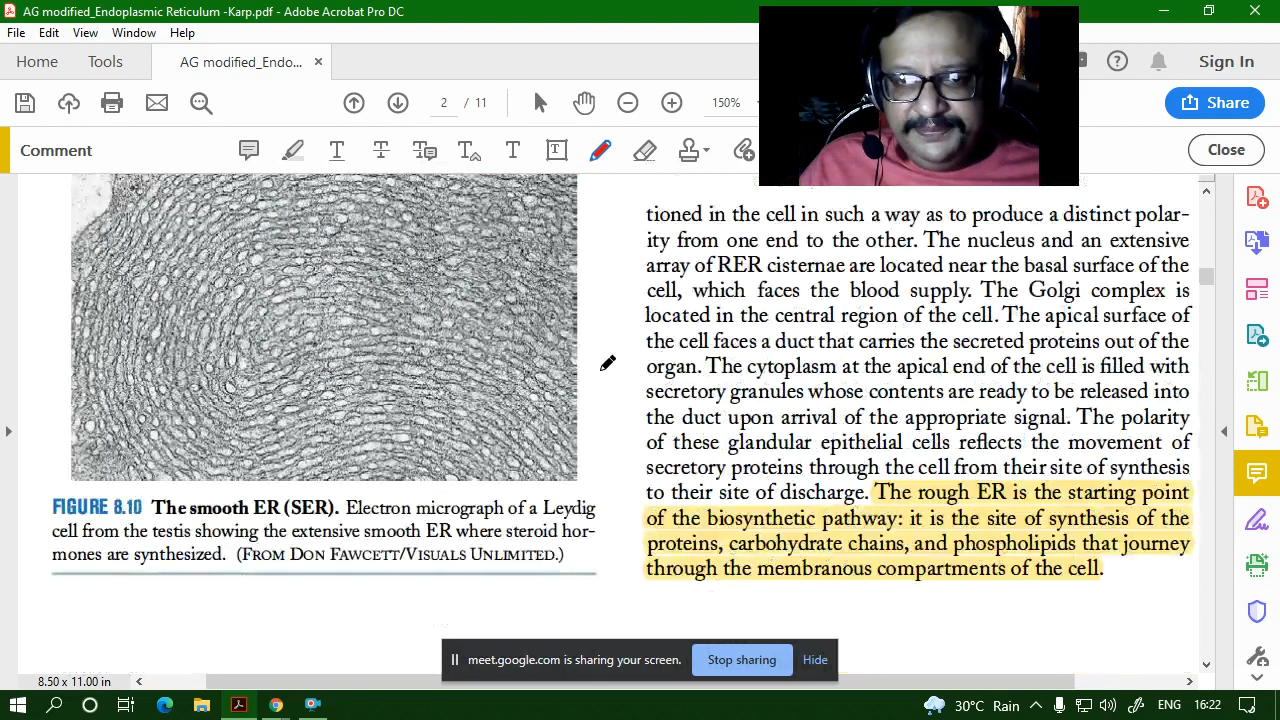 AG modified_Endoplasmic Reticulum -Karp.pdf - Adobe Acrobat Pro DC
File Edit View Window Help
Home Tools AG modified_Endo... × Sign In
2 / 11 150% Share
Comment Close
tioned in the cell in such a way as to produce a distinct polar-
ity from one end to the other. The nucleus and an extensive
array of RER cisternae are located near the basal surface of the
cell, which faces the blood supply. The Golgi complex is
located in the central region of the cell. The apical surface of
the cell faces a duct that carries the secreted proteins out of the
organ. The cytoplasm at the apical end of the cell is filled with
secretory granules whose contents are ready to be released into
the duct upon arrival of the appropriate signal. The polarity
of these glandular epithelial cells reflects the movement of
secretory proteins through the cell from their site of synthesis
to their site of discharge. The rough ER is the starting point
of the biosynthetic pathway: it is the site of synthesis of the
proteins, carbohydrate chains, and phospholipids that journey
through the membranous compartments of the cell.
FIGURE 8.10 The smooth ER (SER). Electron micrograph of a Leydig
cell from the testis showing the extensive smooth ER where steroid hor-
mones are synthesized. (FROM DON FAWCETT/VISUALS UNLIMITED.)
meet.google.com is sharing your screen. Stop sharing Hide
8.50 x 11.00 in
30°C Rain ENG 16:22